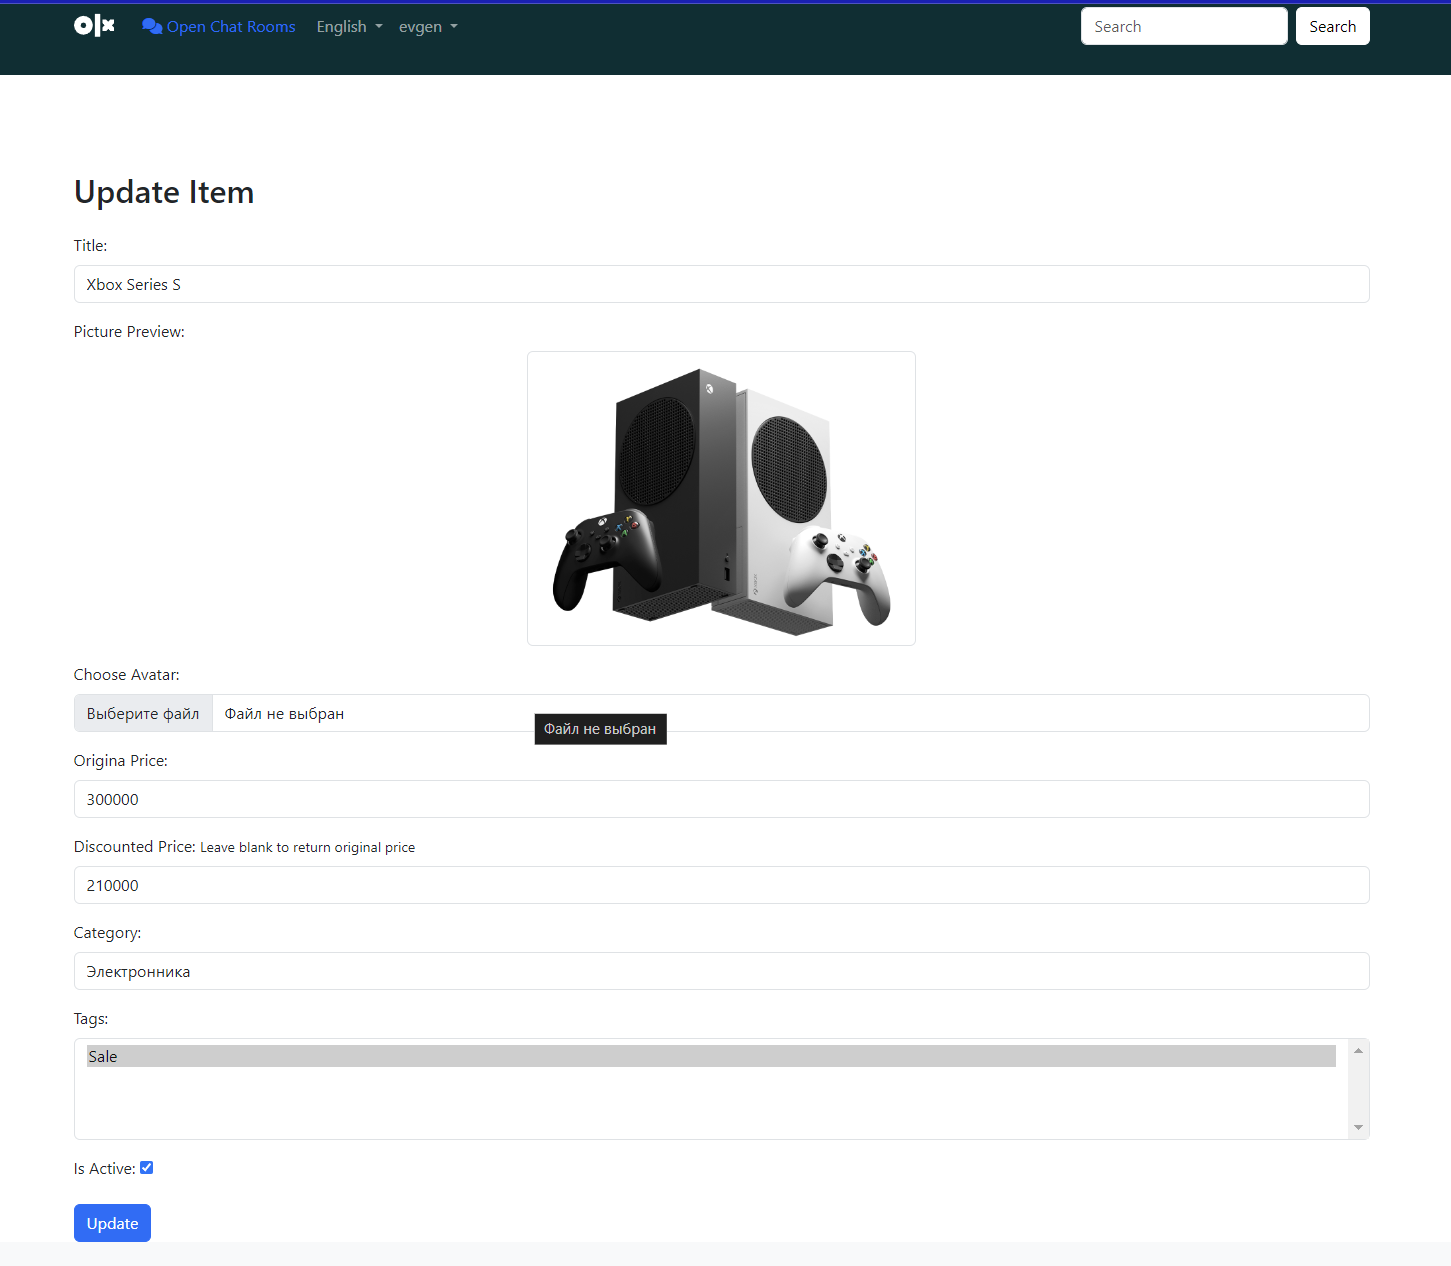 olx Open Chat Rooms English evgen Search Search
Update Item
Title:
Xbox Series S
Picture Preview:
Choose Avatar:
Выберите файл Файл не выбран
Файл не выбран
Origina Price:
300000
Discounted Price: Leave blank to return original price
210000
Category:
Электронника
Tags:
Sale
Is Active:
Update